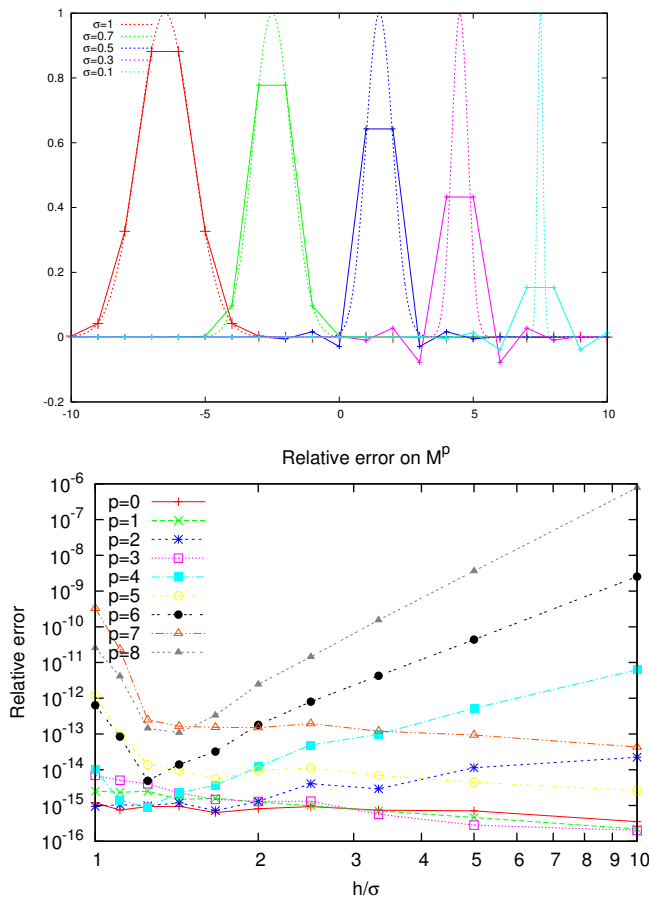 1
σ=1
σ=0.7
σ=0.5
σ=0.3
σ=0.1
0.8
0.6
0.4
0.2
0
-0.2
-10 -5 0 5 10
Relative error on M^p
10^-6
10^-7
10^-8
10^-9
10^-10
10^-11
10^-12
10^-13
10^-14
10^-15
10^-16
Relative error
p=0
p=1
p=2
p=3
p=4
p=5
p=6
p=7
p=8
1 2 3 4 5 6 7 8 9 10
h/σ